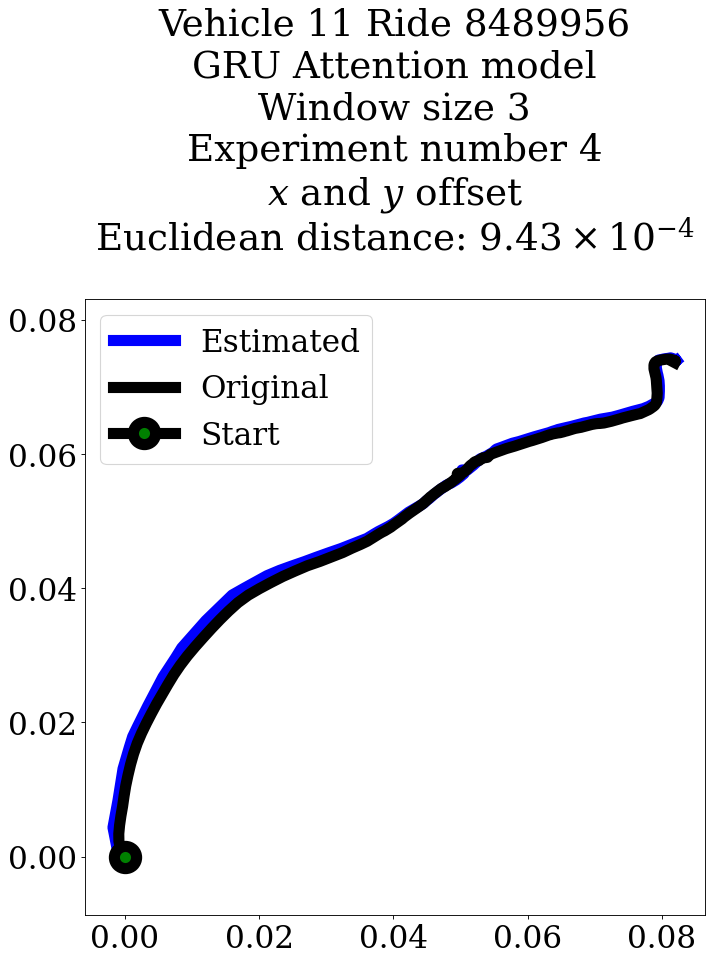 Vehicle 11 Ride 8489956
GRU Attention model
Window size 3
Experiment number 4
x and y offset
Euclidean distance: 9.43 × 10⁻⁴
0.08
Estimated
Original
Start
0.06
0.04
0.02
0.00
0.00 0.02 0.04 0.06 0.08